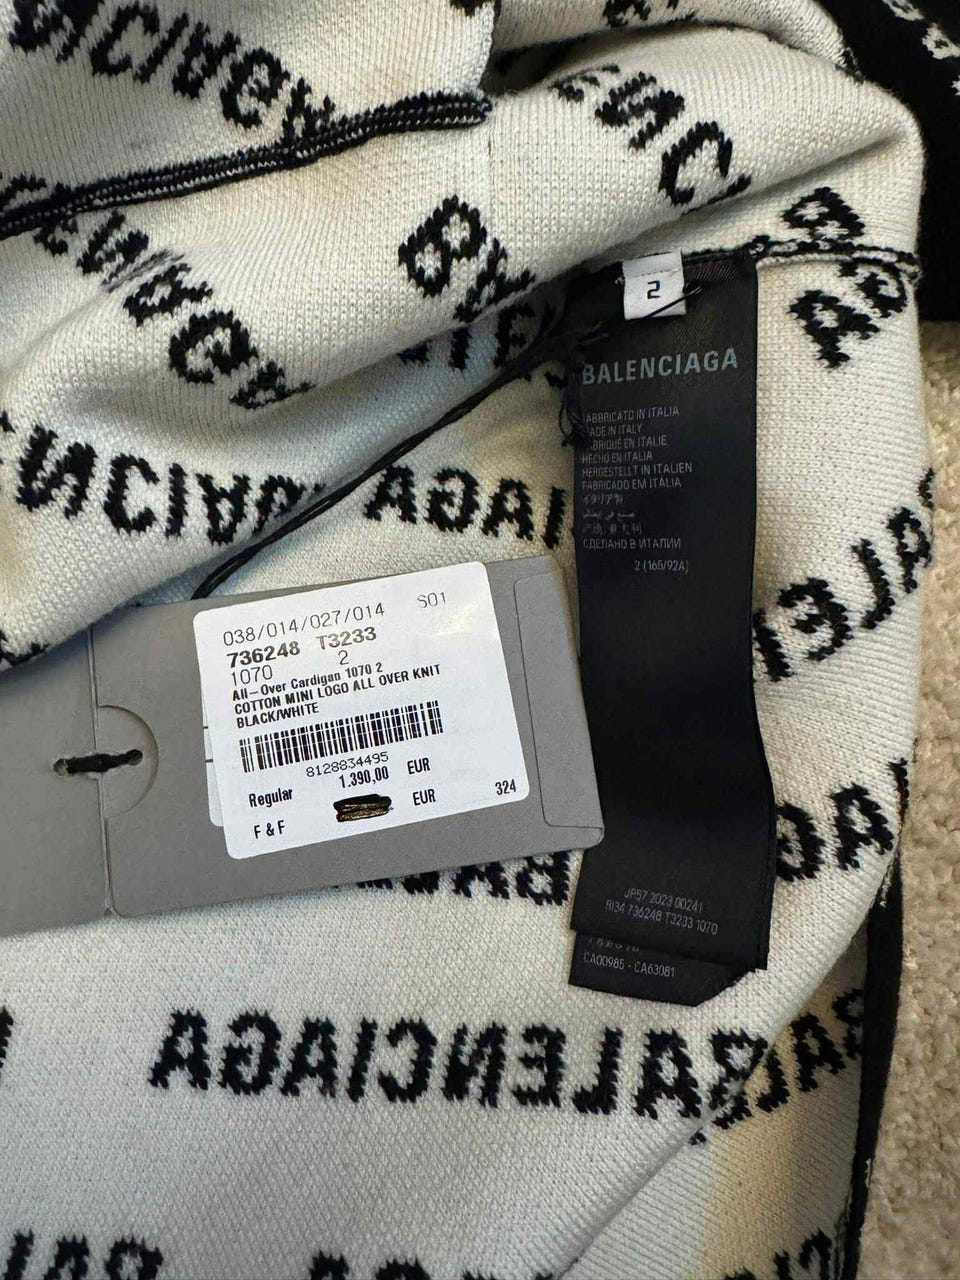 2
BALENCIAGA
FABBRICATO IN ITALIA
MADE IN ITALY
FABRIQUÉ EN ITALIE
HECHO EN ITALIA
HERGESTELLT IN ITALIEN
FABRICADO EM ITÁLIA
イタリア製
صنع في إيطاليا
СДЕЛАНО В ИТАЛИИ
2 (165/92A)
JP57 2023 00241
RI34 736248 T3233 1070
CA00985 - CA63081
038/014/027/014 S01
736248 T3233
1070 2
All-Over Cardigan 1070 2
COTTON MINI LOGO ALL OVER KNIT
BLACK/WHITE
8128834495
1.390,00 EUR
Regular
EUR 324
F & F
BALENCIAGA